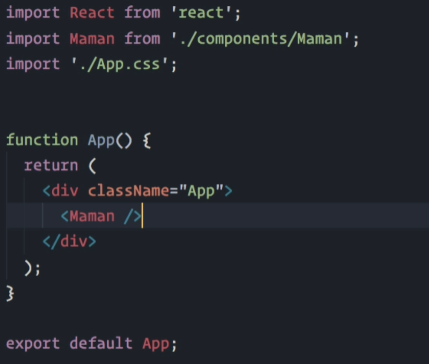 import React from 'react';
import Maman from './components/Maman';
import './App.css';
function App() {
return (
<div className="App">
<Maman />
</div>
);
}
export default App;